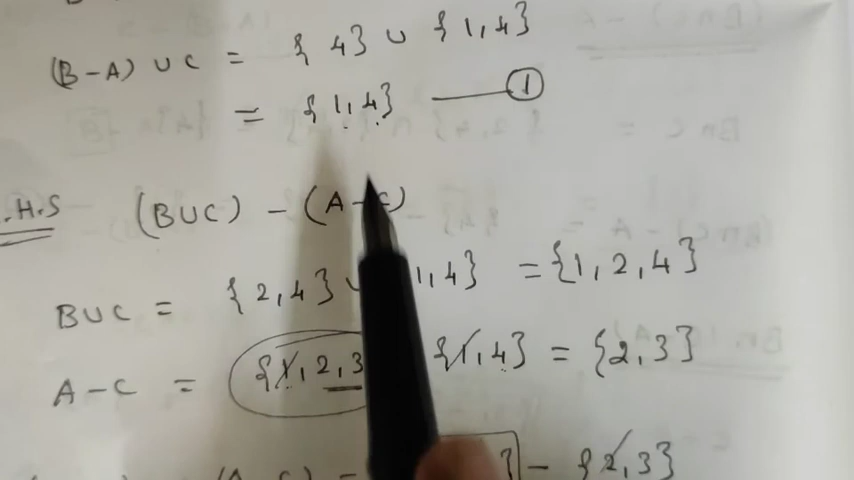 (B-A) ∪ C = { 4} ∪ {1,4}
= {1,4} ——— ①
.H.S (B∪C) - (A-C)
B∪C = {2,4} ∪ 1,4} = {1,2,4}
A-C = {1,2,3 {1,4} = {2,3}
} - {2,3}